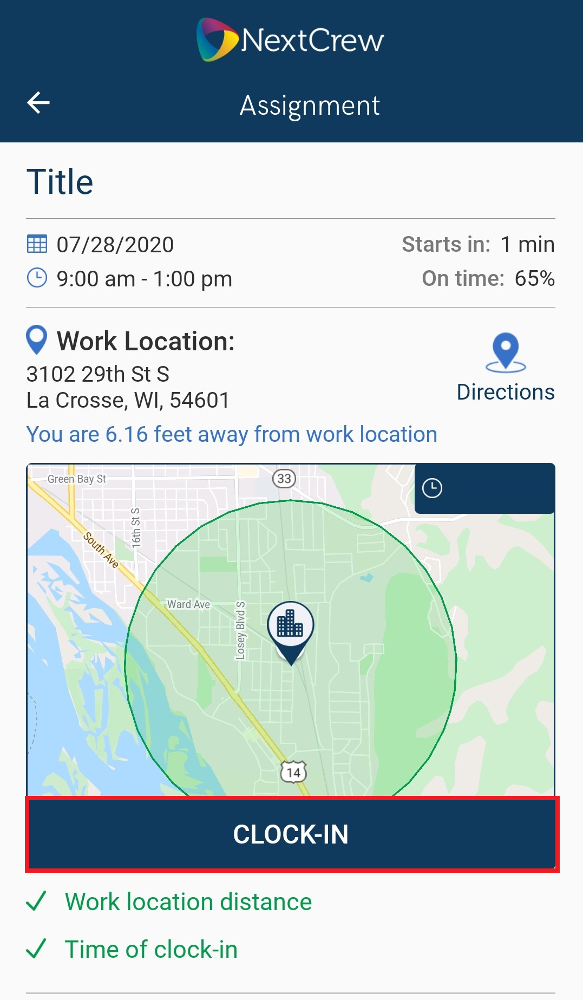 NextCrew
Assignment
Title
07/28/2020
Starts in: 1 min
9:00 am - 1:00 pm
On time: 65%
Work Location:
3102 29th St S
La Crosse, WI, 54601
Directions
You are 6.16 feet away from work location
Green Bay St
33
16th St S
South Ave
Ward Ave
Losey Blvd S
14
CLOCK-IN
Work location distance
Time of clock-in